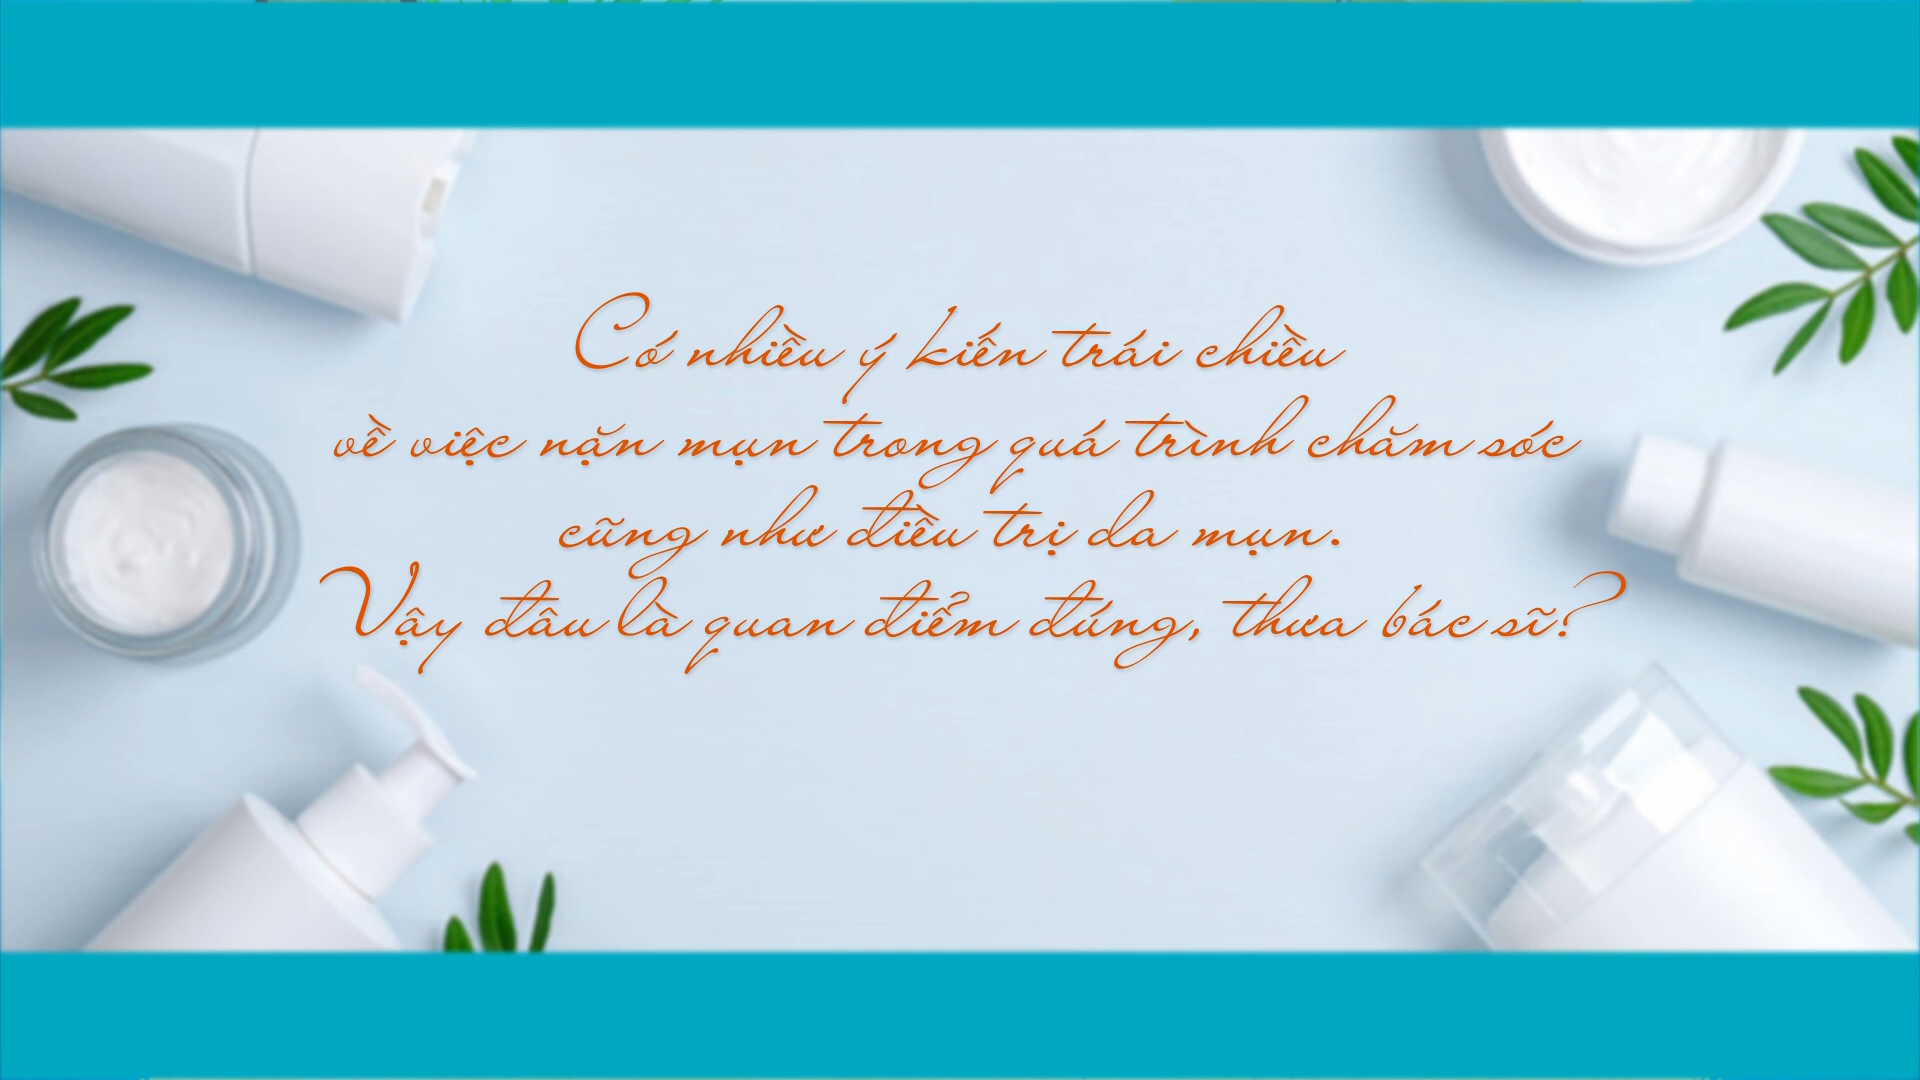 Có nhiều ý kiến trái chiều
về việc nặn mụn trong quá trình chăm sóc
cũng như điều trị da mụn.
Vậy đâu là quan điểm đúng, thưa bác sĩ?